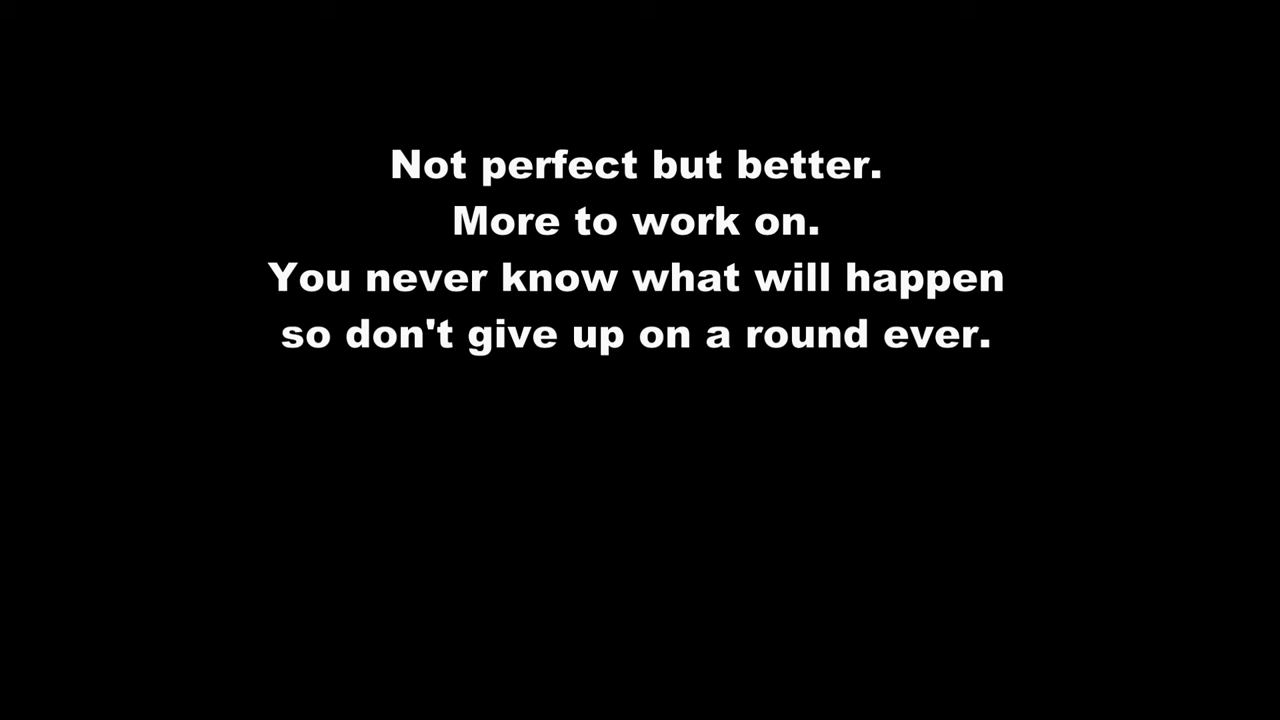 Not perfect but better.
More to work on.
You never know what will happen
so don't give up on a round ever.